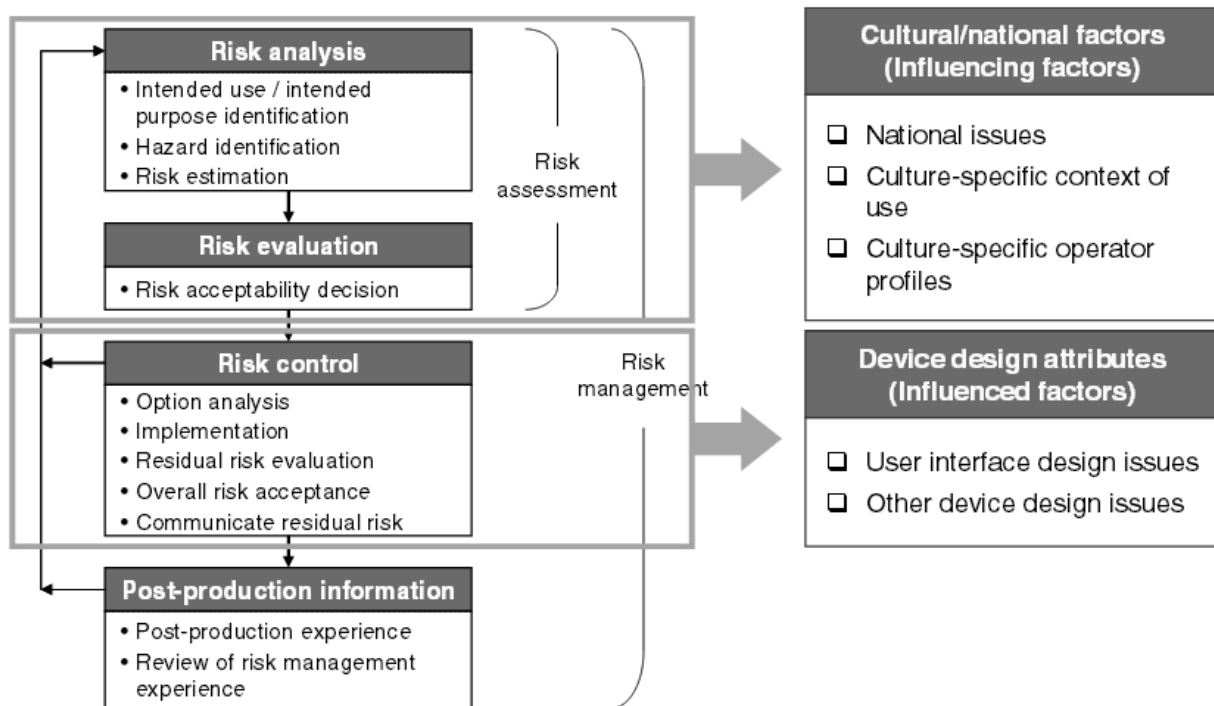 Risk analysis
• Intended use / intended
purpose identification
• Hazard identification
• Risk estimation
Risk evaluation
• Risk acceptability decision
Risk
assessment
Risk control
• Option analysis
• Implementation
• Residual risk evaluation
• Overall risk acceptance
• Communicate residual risk
Risk
management
Post-production information
• Post-production experience
• Review of risk management
experience
Cultural/national factors
(Influencing factors)
❑ National issues
❑ Culture-specific context of
use
❑ Culture-specific operator
profiles
Device design attributes
(Influenced factors)
❑ User interface design issues
❑ Other device design issues